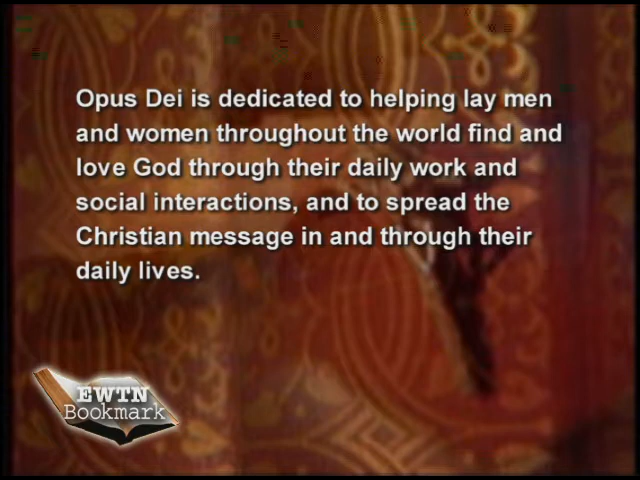 Opus Dei is dedicated to helping lay men
and women throughout the world find and
love God through their daily work and
social interactions, and to spread the
Christian message in and through their
daily lives.
EWTN
Bookmark